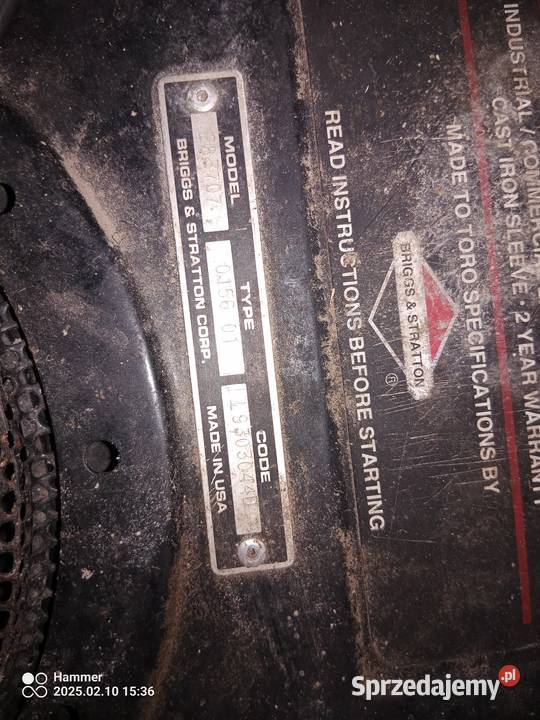 INDUSTRIAL / COMMERCIAL
CAST IRON SLEEVE · 2 YEAR WARRANTY
MADE TO TORO SPECIFICATIONS BY
BRIGGS & STRATTON
®
READ INSTRUCTIONS BEFORE STARTING
MODEL TYPE CODE
0156 01
BRIGGS & STRATTON CORP. MADE IN USA
Hammer
2025.02.10 15:36
Sprzedajemy.pl